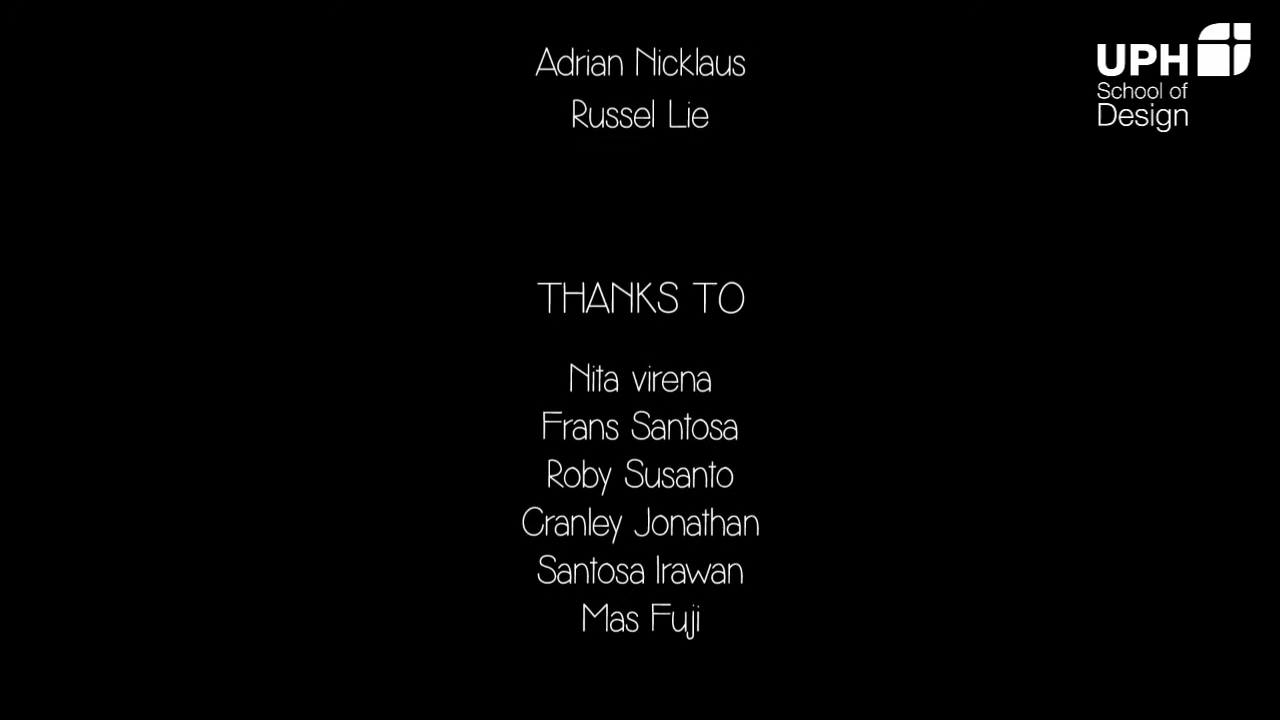 Adrian Nicklaus
Russel Lie
UPH
School of
Design
THANKS TO
Nita virena
Frans Santosa
Roby Susanto
Cranley Jonathan
Santosa Irawan
Mas Fuji